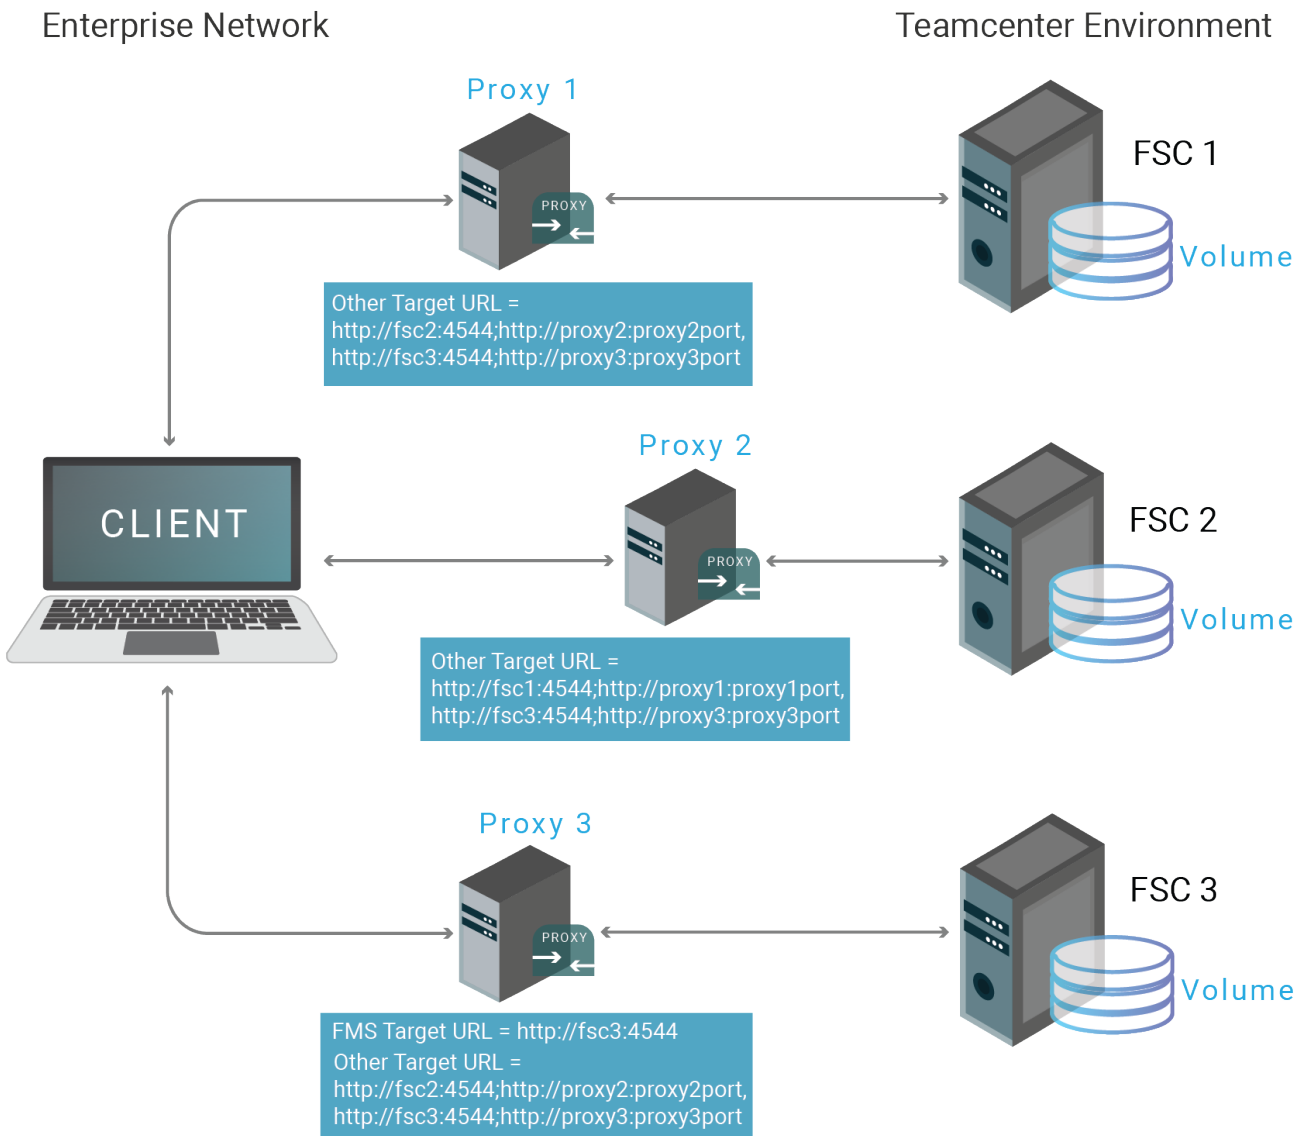 Enterprise Network
Teamcenter Environment
Proxy 1
FSC 1
PROXY
Volume
Other Target URL =
http://fsc2:4544;http://proxy2:proxy2port,
http://fsc3:4544;http://proxy3:proxy3port
Proxy 2
CLIENT
FSC 2
PROXY
Volume
Other Target URL =
http://fsc1:4544;http://proxy1:proxy1port,
http://fsc3:4544;http://proxy3:proxy3port
Proxy 3
FSC 3
PROXY
Volume
FMS Target URL = http://fsc3:4544
Other Target URL =
http://fsc2:4544;http://proxy2:proxy2port,
http://fsc3:4544;http://proxy3:proxy3port